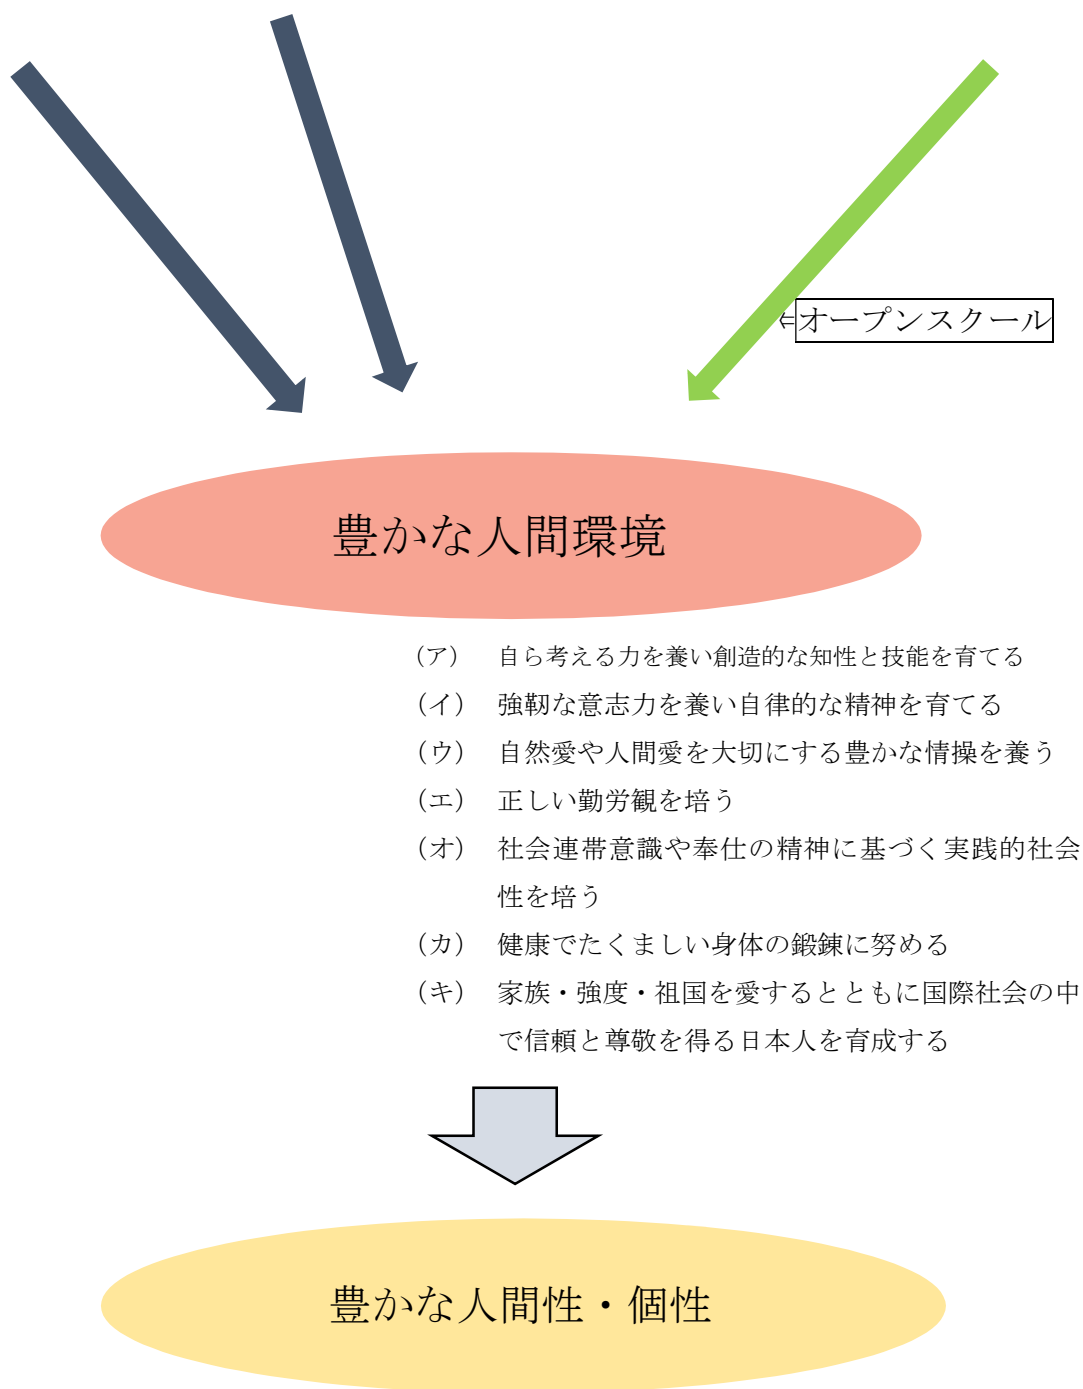 ⇐オープンスクール
豊かな人間環境
（ア） 自ら考える力を養い創造的な知性と技能を育てる
（イ） 強靱な意志力を養い自律的な精神を育てる
（ウ） 自然愛や人間愛を大切にする豊かな情操を養う
（エ） 正しい勤労観を培う
（オ） 社会連帯意識や奉仕の精神に基づく実践的社会
性を培う
（カ） 健康でたくましい身体の鍛錬に努める
（キ） 家族・強度・祖国を愛するとともに国際社会の中
で信頼と尊敬を得る日本人を育成する
豊かな人間性・個性